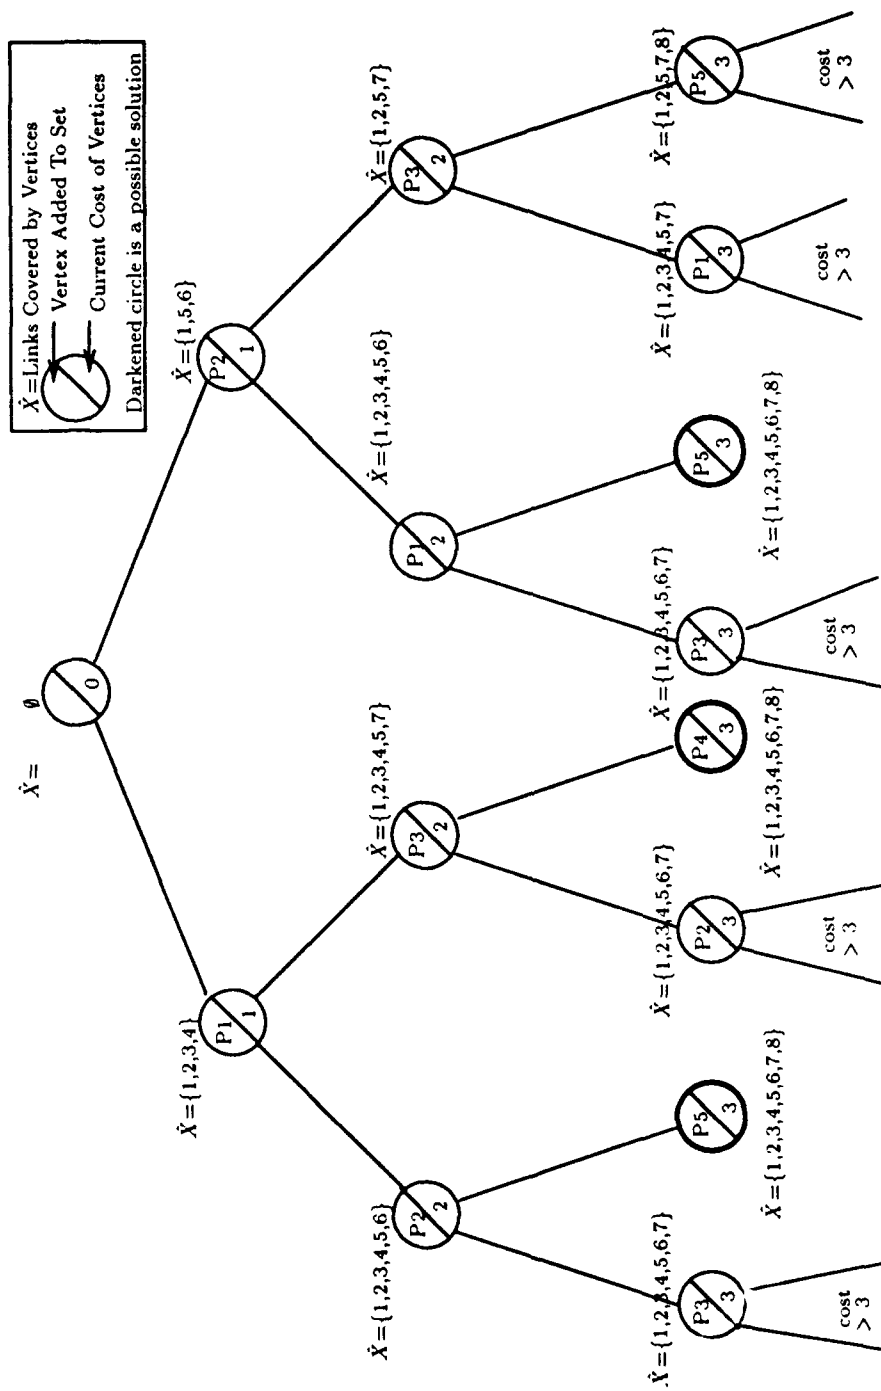 X̂=Links Covered by Vertices
Vertex Added To Set
Current Cost of Vertices
Darkened circle is a possible solution
X̂= ∅
0
X̂={1,2,3,4}
P1
1
X̂={1,5,6}
P2
1
X̂={1,2,3,4,5,6}
P2
2
X̂={1,2,3,4,5,7}
P3
2
X̂={1,2,3,4,5,6}
P1
2
X̂={1,2,5,7}
P3
2
X̂={1,2,3,4,5,6,7}
P3
3
cost
> 3
P5
3
X̂={1,2,3,4,5,6,7,8}
X̂={1,2,3,4,5,6,7}
P2
3
cost
> 3
P4
3
X̂={1,2,3,4,5,6,7,8}
X̂={1,2,3,4,5,6,7}
P3
3
cost
> 3
P5
3
X̂={1,2,3,4,5,6,7,8}
X̂={1,2,3,4,5,7}
P1
3
cost
> 3
X̂={1,2,5,7,8}
P5
3
cost
> 3